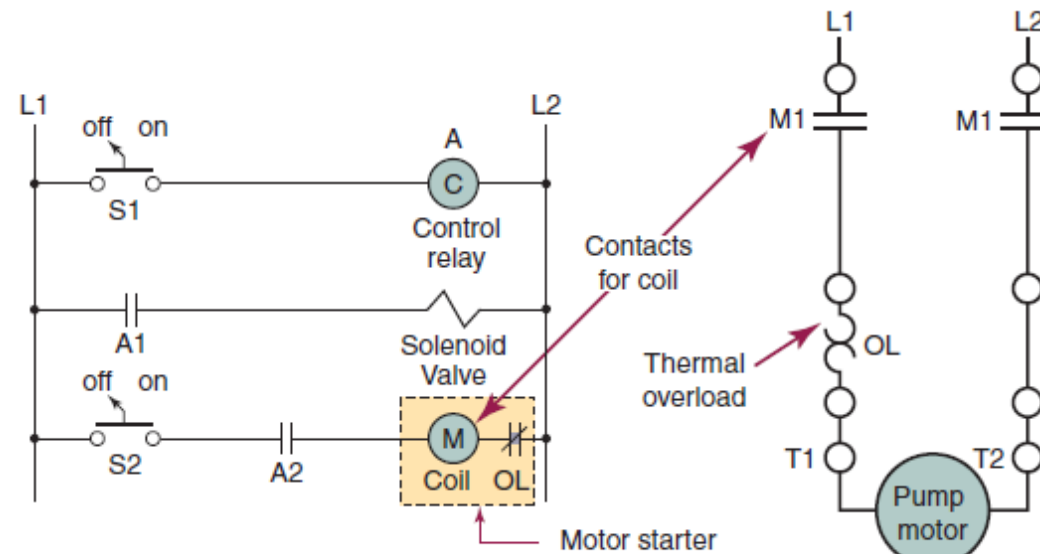 L1
L2
off on
S1
A
C
Control
relay
A1
Solenoid
Valve
off on
S2
A2
M
Coil
OL
Motor starter
Contacts
for coil
L1
L2
M1
M1
Thermal
overload
OL
T1
T2
Pump
motor